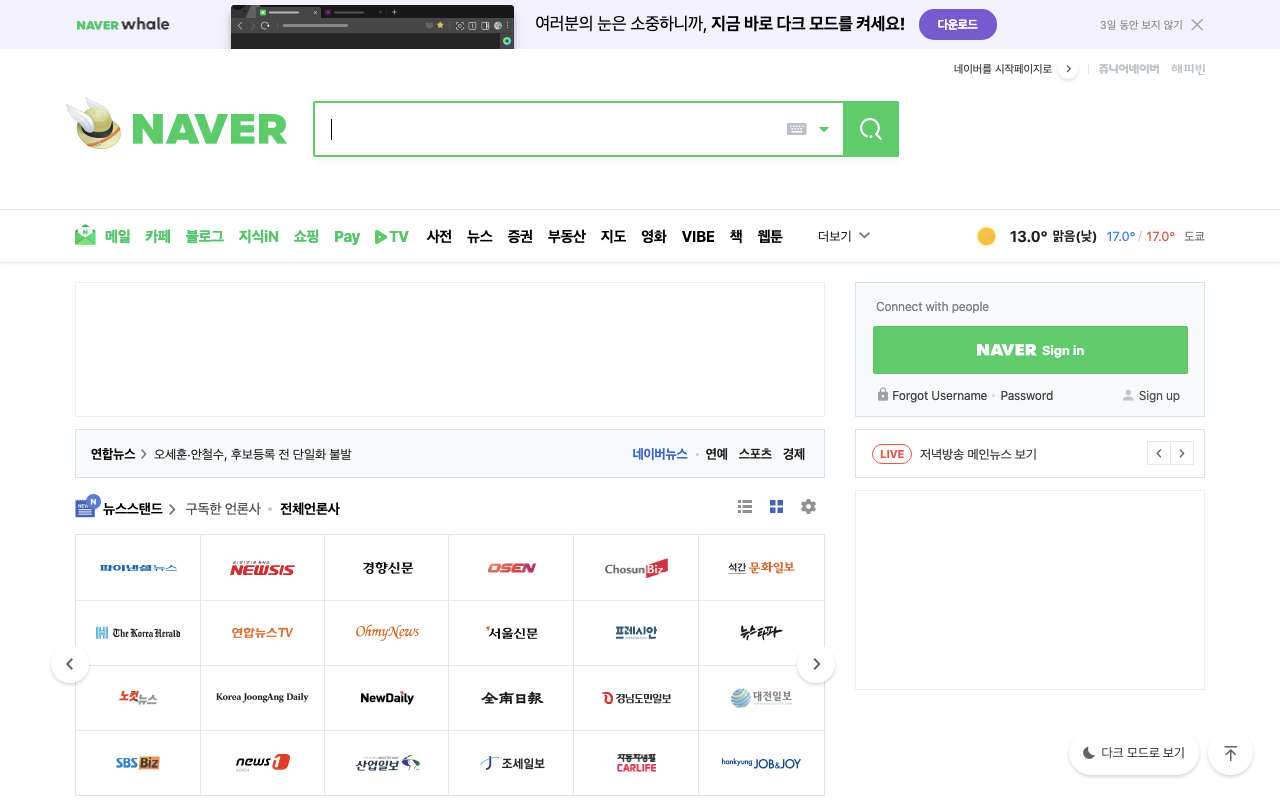 NAVER whale
여러분의 눈은 소중하니까, 지금 바로 다크 모드를 켜세요!
다운로드
3일 동안 보지 않기
네이버를 시작페이지로
쥬니어네이버
해피빈
NAVER
메일 카페 블로그 지식iN 쇼핑 Pay TV 사전 뉴스 증권 부동산 지도 영화 VIBE 책 웹툰
더보기
13.0° 맑음(낮) 17.0° / 17.0° 도쿄
Connect with people
NAVER Sign in
Forgot Username · Password
Sign up
연합뉴스 오세훈·안철수, 후보등록 전 단일화 불발
네이버뉴스 · 연예 스포츠 경제
LIVE 저녁방송 메인뉴스 보기
뉴스스탠드 구독한 언론사 · 전체언론사
파이낸셜뉴스 NEWSIS 경향신문 OSEN ChosunBiz 석간 문화일보
The Korea Herald 연합뉴스TV OhmyNews 서울신문 프레시안 뉴스타파
노컷뉴스 Korea JoongAng Daily NewDaily 全南日報 경남도민일보 대전일보
SBS Biz news1 산업일보 조세일보 자동차생활 CARLIFE hankyung JOB&JOY
다크 모드로 보기